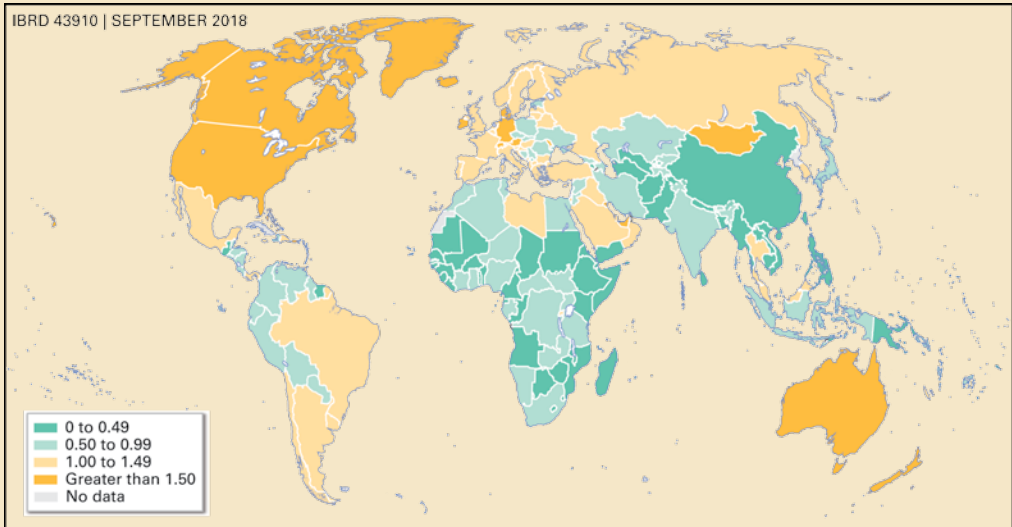 IBRD 43910 | SEPTEMBER 2018
0 to 0.49
0.50 to 0.99
1.00 to 1.49
Greater than 1.50
No data